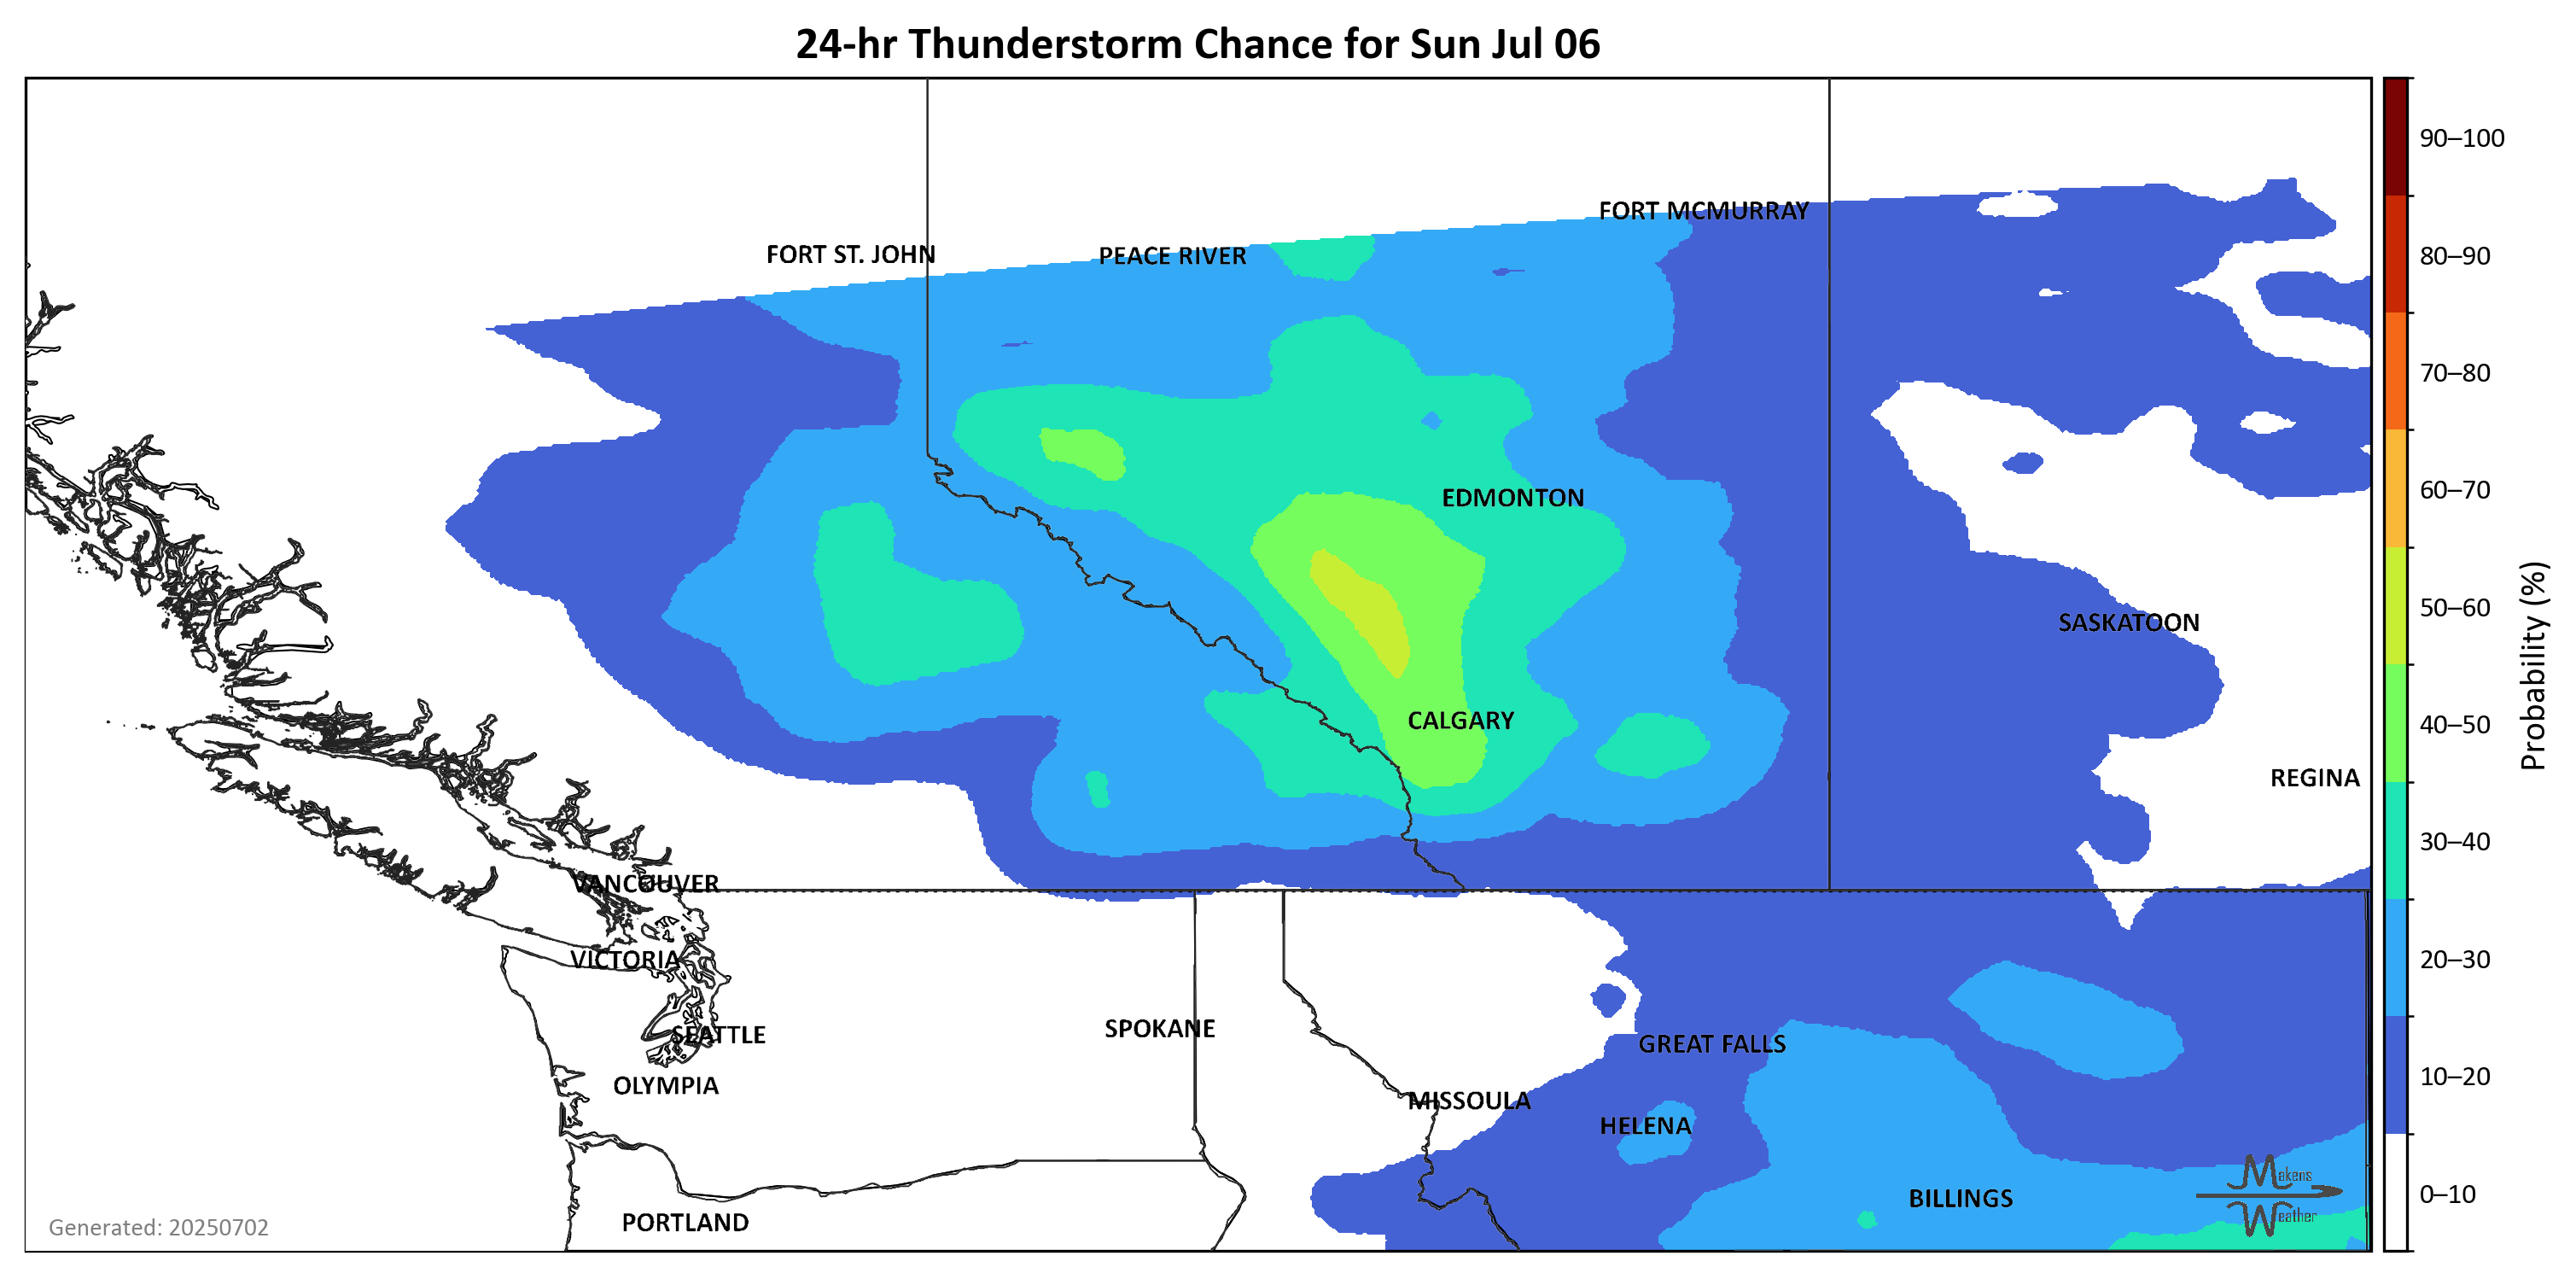 24-hr Thunderstorm Chance for Sun Jul 06
90–100
FORT MCMURRAY
FORT ST. JOHN
PEACE RIVER
80–90
70–80
EDMONTON
60–70
SASKATOON
50–60
CALGARY
40–50
REGINA
Probability (%)
30–40
VANCOUVER
VICTORIA
20–30
SPOKANE
SEATTLE
GREAT FALLS
OLYMPIA
10–20
MISSOULA
HELENA
Makens
BILLINGS
0–10
Weather
PORTLAND
Generated: 20250702